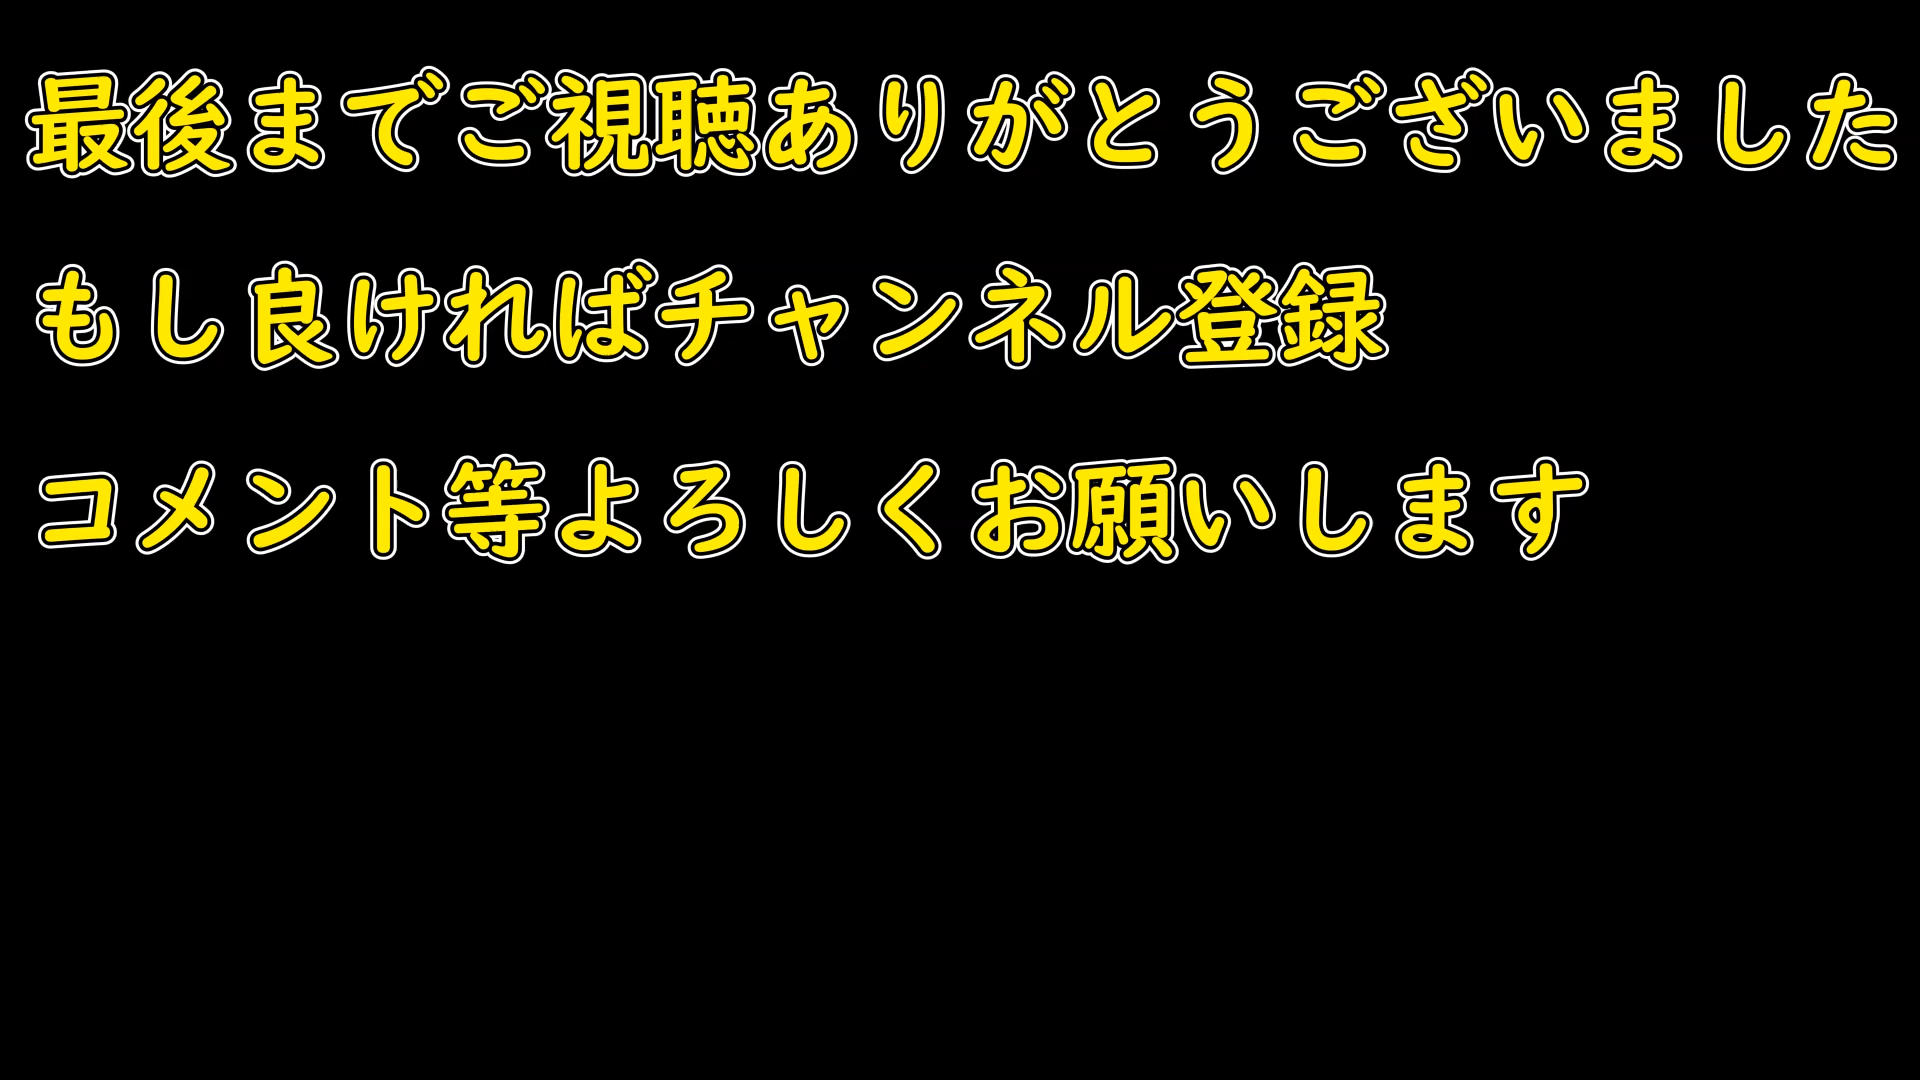 最後までご視聴ありがとうございました
もし良ければチャンネル登録
コメント等よろしくお願いします